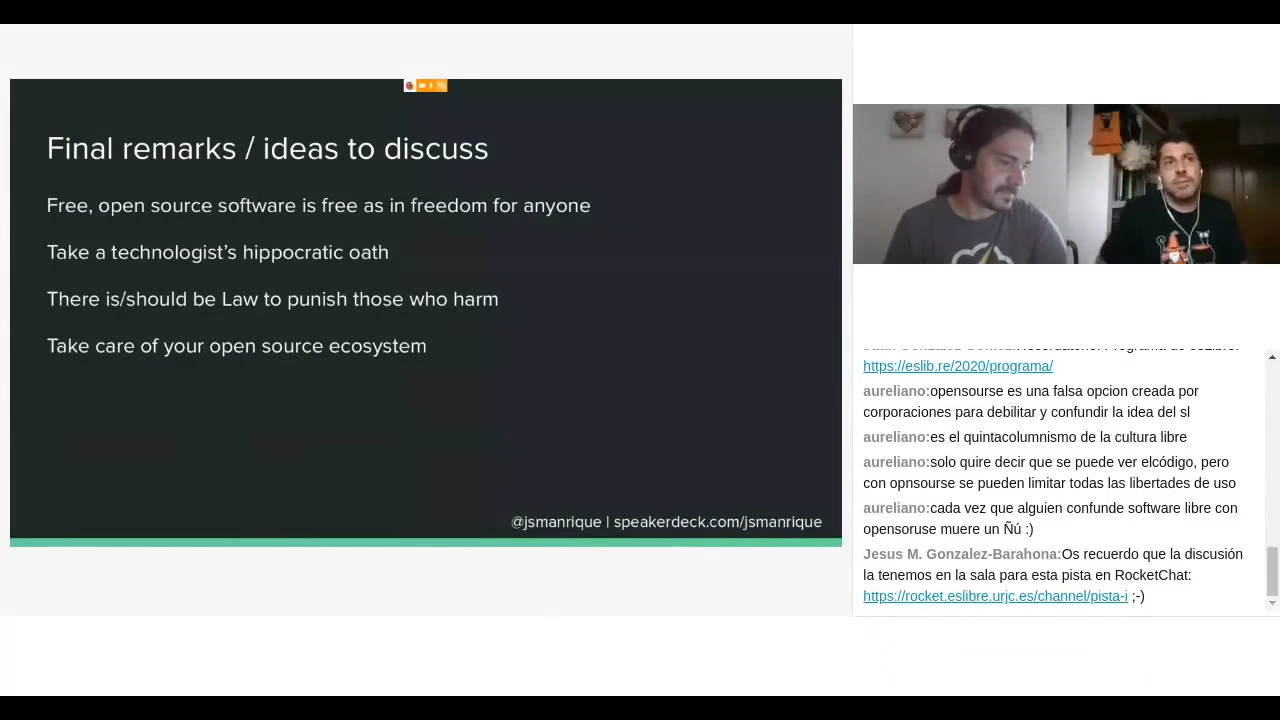 Final remarks / ideas to discuss
Free, open source software is free as in freedom for anyone
Take a technologist's hippocratic oath
There is/should be Law to punish those who harm
Take care of your open source ecosystem
@jsmanrique | speakerdeck.com/jsmanrique
https://eslib.re/2020/programa/
aureliano:opensourse es una falsa opcion creada por
corporaciones para debilitar y confundir la idea del sl
aureliano:es el quintacolumnismo de la cultura libre
aureliano:solo quire decir que se puede ver elcódigo, pero
con opnsourse se pueden limitar todas las libertades de uso
aureliano:cada vez que alguien confunde software libre con
opensoruse muere un Ñú :)
Jesus M. Gonzalez-Barahona:Os recuerdo que la discusión
la tenemos en la sala para esta pista en RocketChat:
https://rocket.eslibre.urjc.es/channel/pista-i ;-)